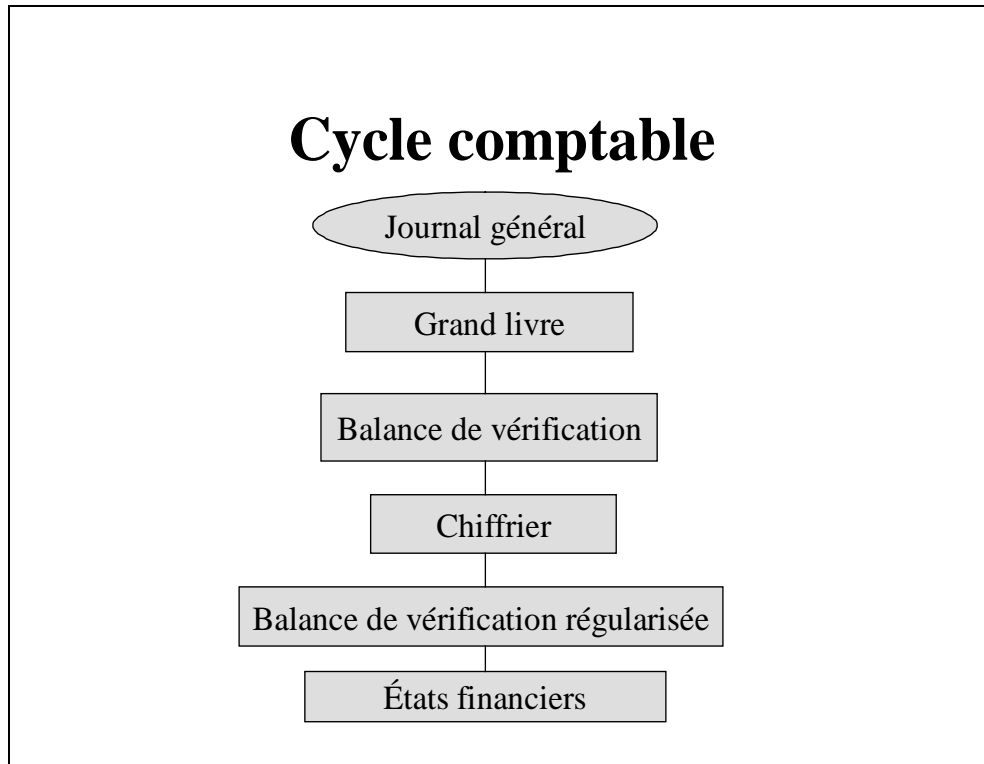 Cycle comptable
Journal général
Grand livre
Balance de vérification
Chiffrier
Balance de vérification régularisée
États financiers